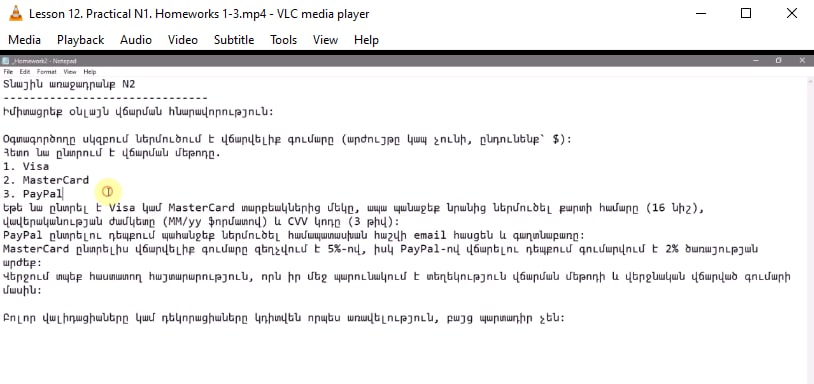 Lesson 12. Practical N1. Homeworks 1-3.mp4 - VLC media player
Media Playback Audio Video Subtitle Tools View Help
_Homework2 - Notepad
File Edit Format View Help
Տնային առաջադրանք N2
-------------------------------
Իմիտացրեք օնլայն վճարման հնարավորություն:
Օգտագործողը սկզբում ներմուծում է վճարվելիք գումարը (արժույթը կապ չունի, ընդունենք՝ $):
Հետո նա ընտրում է վճարման մեթոդը.
1. Visa
2. MasterCard
3. PayPal
Եթե նա ընտրել է Visa կամ MasterCard տարբեակներից մեկը, ապա պանաջեք նրանից ներմուծել քարտի համարը (16 նիշ),
վավերականության ժամկետը (MM/yy ֆորմատով) և CVV կոդը (3 թիվ):
PayPal ընտրելու դեպքում պահանջեք ներմուծել համապատասխան հաշվի email հասցեն և գաղտնաբառը:
MasterCard ընտրելիս վճարվելիք գումարը զեղչվում է 5%-ով, իսկ PayPal-ով վճարելու դեպքում գումարվում է 2% ծառայության
արժեք:
Վերջում տպեք հաստատող հայտարարություն, որն իր մեջ պարունակում է տեղեկություն վճարման մեթոդի և վերջնական վճարված գումարի
մասին:
Բոլոր վալիդացիաները կամ դեկորացիաները կդիտվեն որպես առավելություն, բայց պարտադիր չեն: